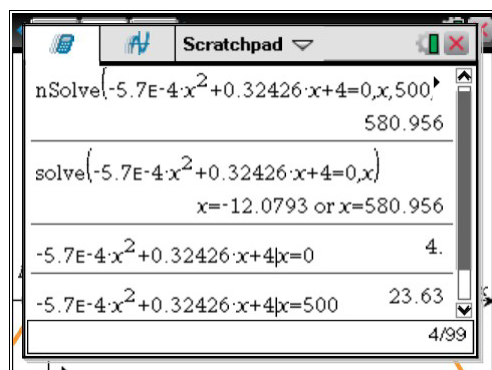 Scratchpad
nSolve(-5.7E-4·x²+0.32426·x+4=0,x,500,
580.956
solve(-5.7E-4·x²+0.32426·x+4=0,x)
x=-12.0793 or x=580.956
-5.7E-4·x²+0.32426·x+4|x=0 4.
-5.7E-4·x²+0.32426·x+4|x=500 23.63
4/99